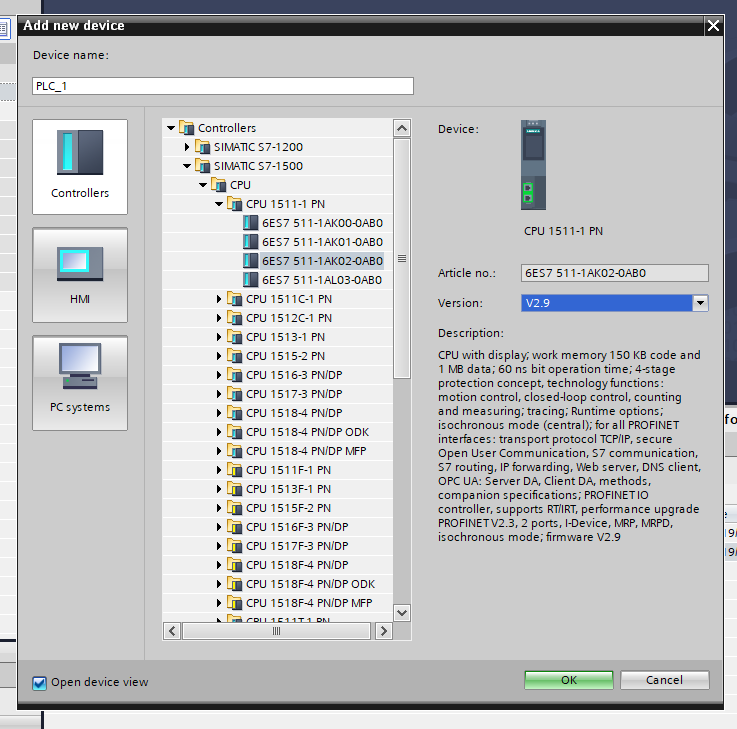 Add new device
Device name:
PLC_1
Controllers
HMI
PC systems
Controllers
SIMATIC S7-1200
SIMATIC S7-1500
CPU
CPU 1511-1 PN
6ES7 511-1AK00-0AB0
6ES7 511-1AK01-0AB0
6ES7 511-1AK02-0AB0
6ES7 511-1AL03-0AB0
CPU 1511C-1 PN
CPU 1512C-1 PN
CPU 1513-1 PN
CPU 1515-2 PN
CPU 1516-3 PN/DP
CPU 1517-3 PN/DP
CPU 1518-4 PN/DP
CPU 1518-4 PN/DP ODK
CPU 1518-4 PN/DP MFP
CPU 1511F-1 PN
CPU 1513F-1 PN
CPU 1515F-2 PN
CPU 1516F-3 PN/DP
CPU 1517F-3 PN/DP
CPU 1518F-4 PN/DP
CPU 1518F-4 PN/DP ODK
CPU 1518F-4 PN/DP MFP
CPU 1511T-1 PN
Device:
CPU 1511-1 PN
Article no.:
6ES7 511-1AK02-0AB0
Version:
V2.9
Description:
CPU with display; work memory 150 KB code and
1 MB data; 60 ns bit operation time; 4-stage
protection concept, technology functions:
motion control, closed-loop control, counting
and measuring; tracing; Runtime options;
isochronous mode (central); for all PROFINET
interfaces: transport protocol TCP/IP, secure
Open User Communication, S7 communication,
S7 routing, IP forwarding, Web server, DNS client,
OPC UA: Server DA, Client DA, methods,
companion specifications; PROFINET IO
controller, supports RT/IRT, performance upgrade
PROFINET V2.3, 2 ports, I-Device, MRP, MRPD,
isochronous mode; firmware V2.9
Open device view
OK
Cancel